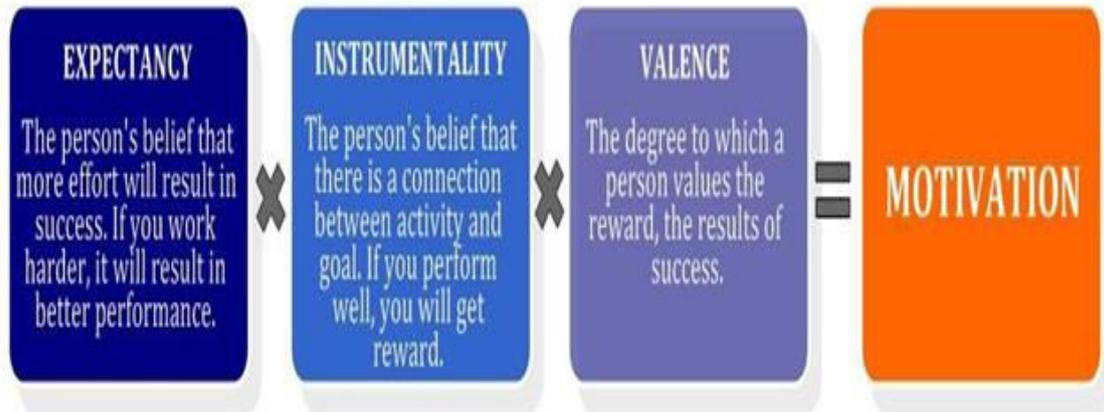 EXPECTANCY
The person's belief that
more effort will result in
success. If you work
harder, it will result in
better performance.
INSTRUMENTALITY
The person's belief that
there is a connection
between activity and
goal. If you perform
well, you will get
reward.
VALENCE
The degree to which a
person values the
reward, the results of
success.
MOTIVATION